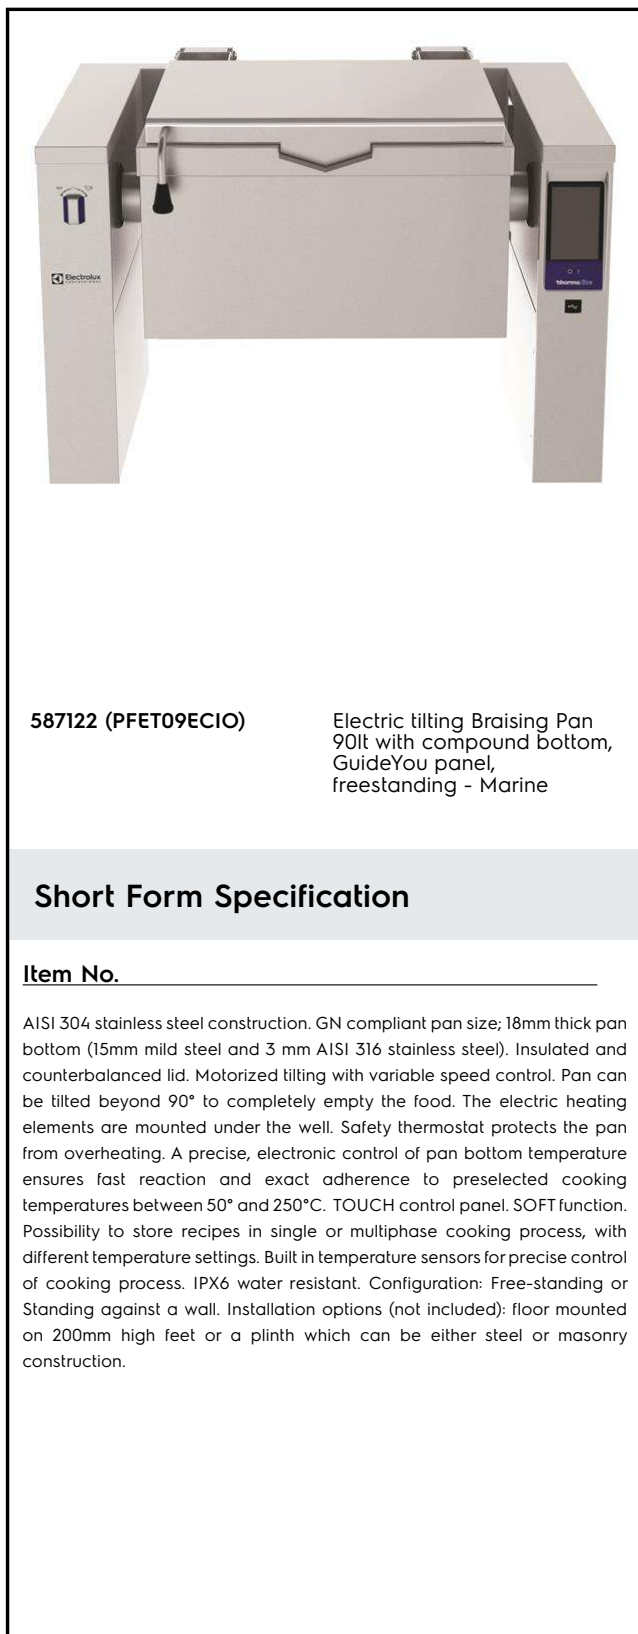 Electrolux
PROFESSIONAL
thermaline
587122 (PFET09ECIO)
Electric tilting Braising Pan
90lt with compound bottom,
GuideYou panel,
freestanding - Marine
Short Form Specification
Item No.
AISI 304 stainless steel construction. GN compliant pan size; 18mm thick pan
bottom (15mm mild steel and 3 mm AISI 316 stainless steel). Insulated and
counterbalanced lid. Motorized tilting with variable speed control. Pan can
be tilted beyond 90° to completely empty the food. The electric heating
elements are mounted under the well. Safety thermostat protects the pan
from overheating. A precise, electronic control of pan bottom temperature
ensures fast reaction and exact adherence to preselected cooking
temperatures between 50° and 250°C. TOUCH control panel. SOFT function.
Possibility to store recipes in single or multiphase cooking process, with
different temperature settings. Built in temperature sensors for precise control
of cooking process. IPX6 water resistant. Configuration: Free-standing or
Standing against a wall. Installation options (not included): floor mounted
on 200mm high feet or a plinth which can be either steel or masonry
construction.